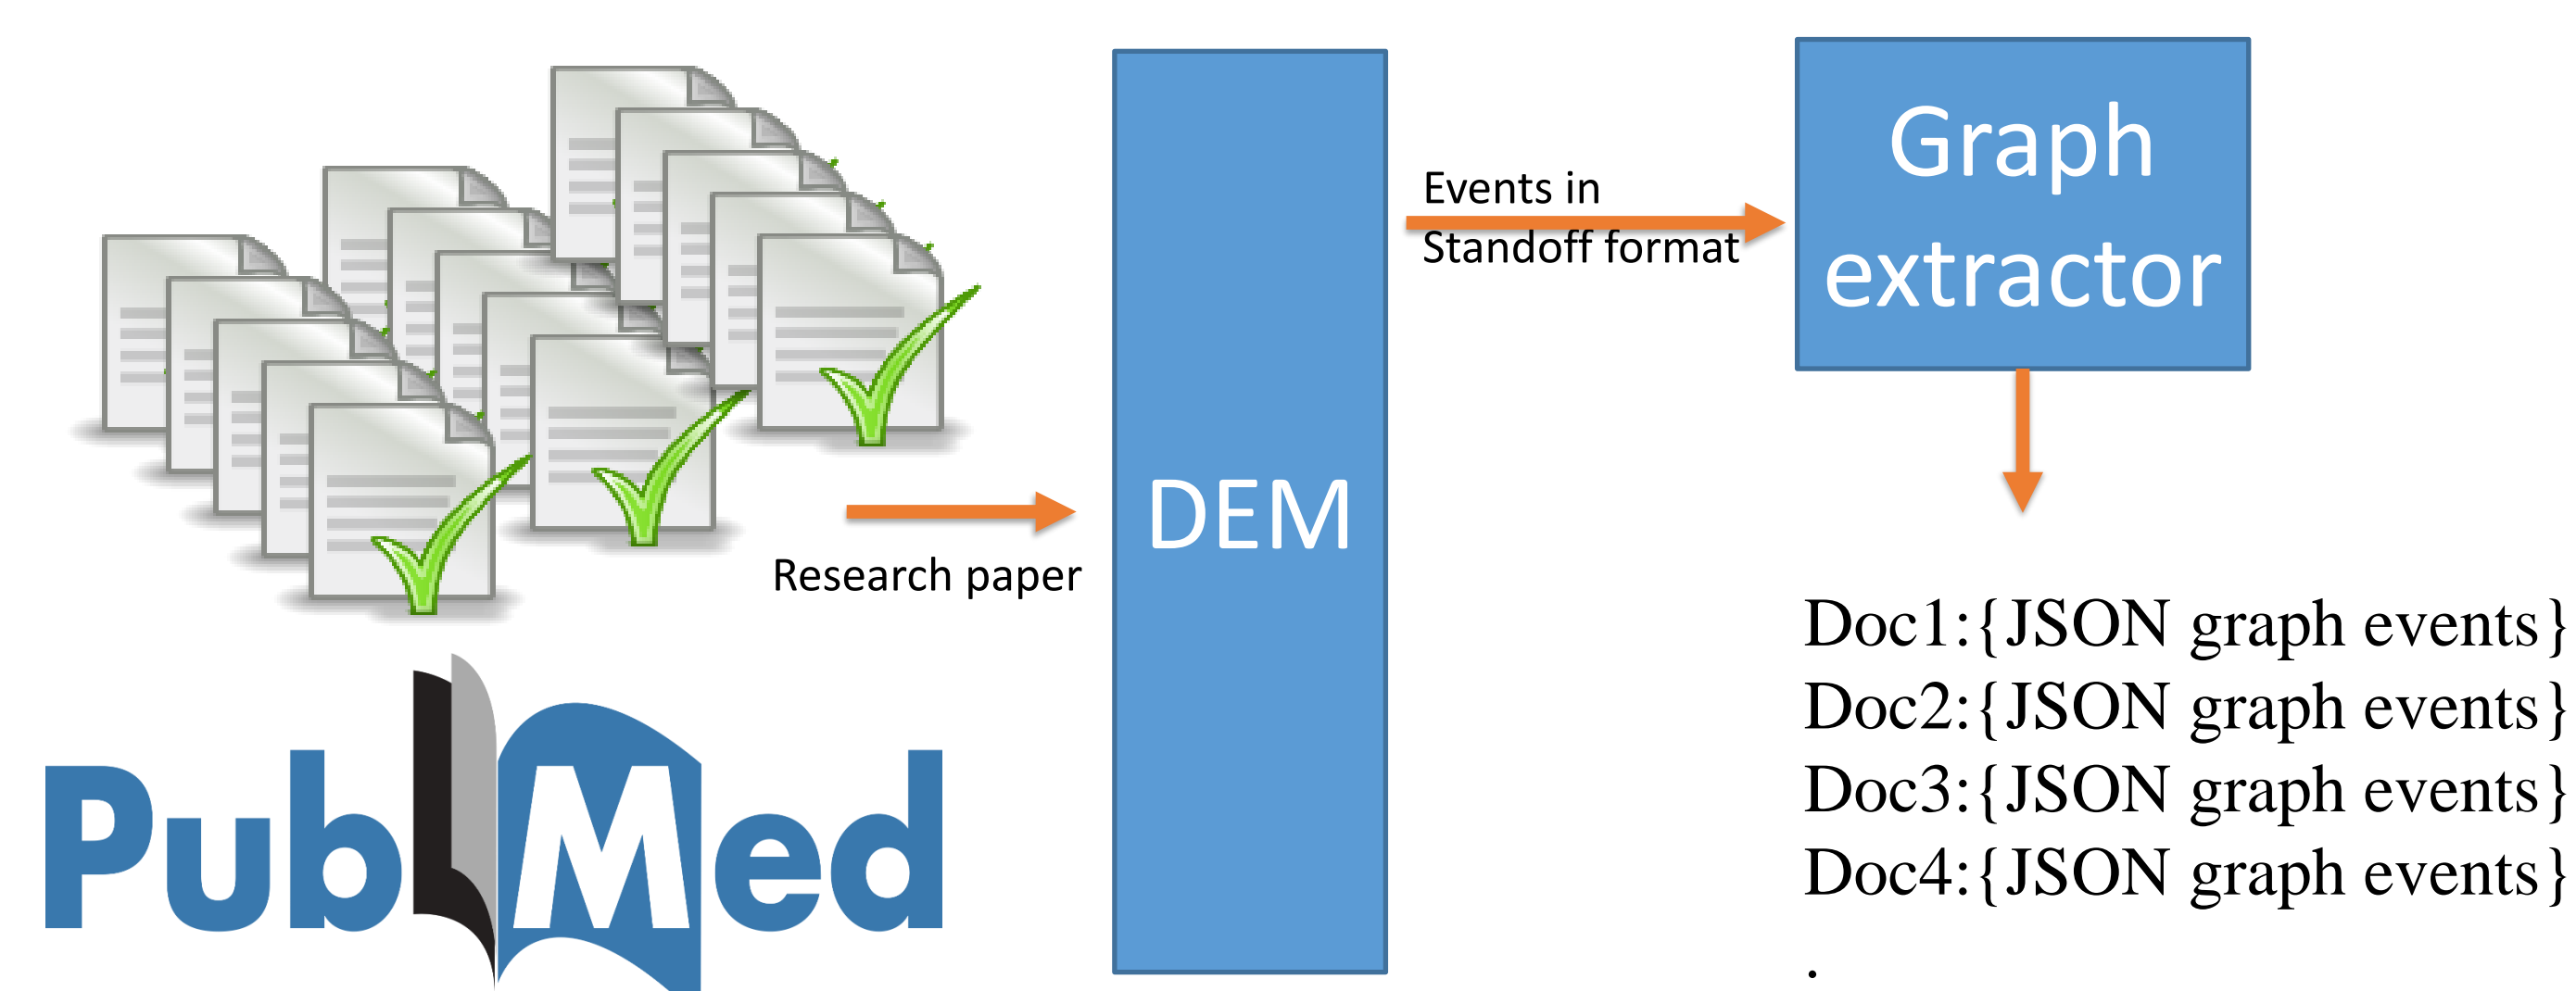 Research paper
PubMed
DEM
Events in
Standoff format
Graph
extractor
Doc1:{JSON graph events}
Doc2:{JSON graph events}
Doc3:{JSON graph events}
Doc4:{JSON graph events}
.